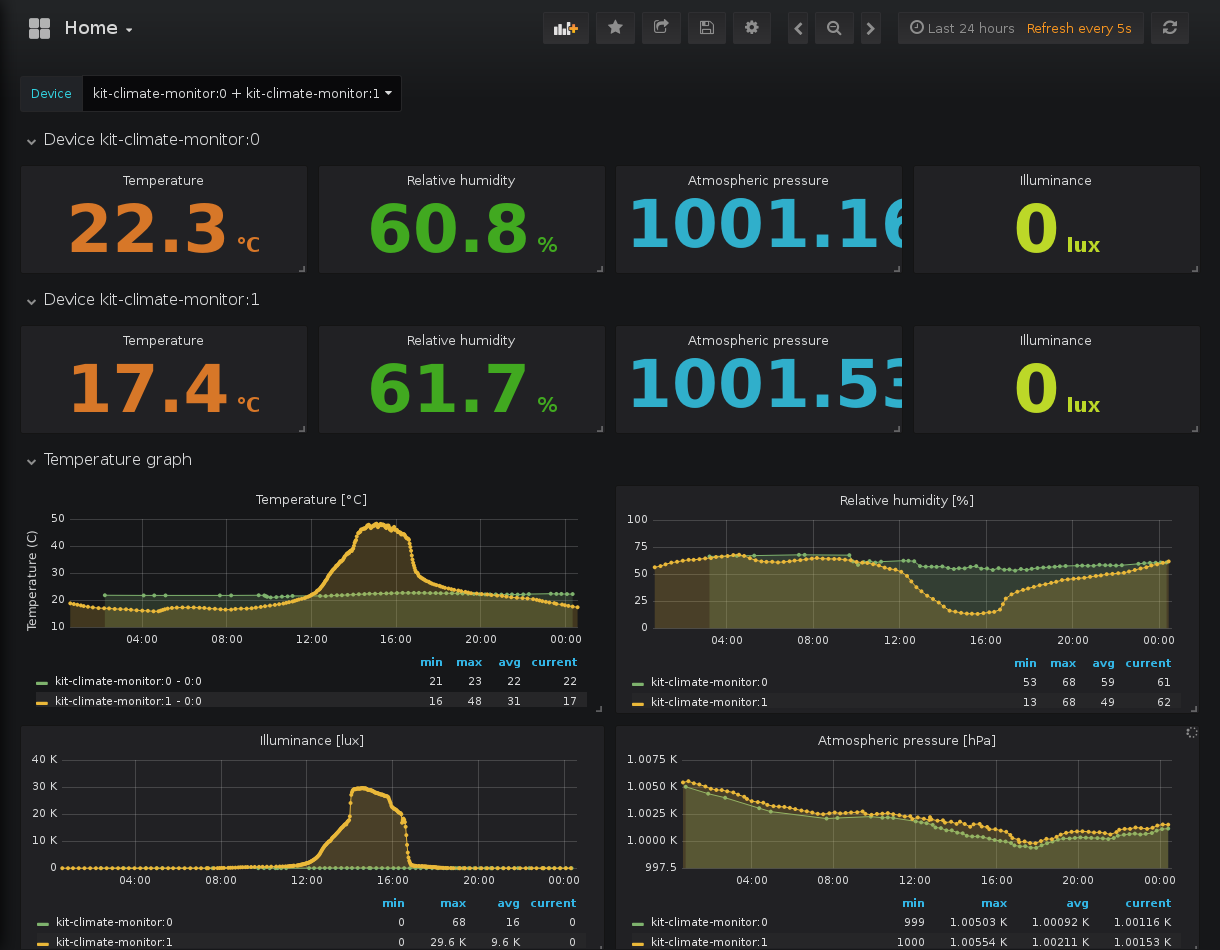 Home
Last 24 hours Refresh every 5s
Device kit-climate-monitor:0 + kit-climate-monitor:1
Device kit-climate-monitor:0
Temperature Relative humidity Atmospheric pressure Illuminance
22.3 °C 60.8 % 1001.16 0 lux
Device kit-climate-monitor:1
Temperature Relative humidity Atmospheric pressure Illuminance
17.4 °C 61.7 % 1001.53 0 lux
Temperature graph
Temperature [°C]
Temperature (C)
50
40
30
20
10
04:00 08:00 12:00 16:00 20:00 00:00
min max avg current
kit-climate-monitor:0 - 0:0 21 23 22 22
kit-climate-monitor:1 - 0:0 16 48 31 17
Relative humidity [%]
100
75
50
25
0
04:00 08:00 12:00 16:00 20:00 00:00
min max avg current
kit-climate-monitor:0 53 68 59 61
kit-climate-monitor:1 13 68 49 62
Illuminance [lux]
40 K
30 K
20 K
10 K
0
04:00 08:00 12:00 16:00 20:00 00:00
min max avg current
kit-climate-monitor:0 0 68 16 0
kit-climate-monitor:1 0 29.6 K 9.6 K 0
Atmospheric pressure [hPa]
1.0075 K
1.0050 K
1.0025 K
1.0000 K
997.5
04:00 08:00 12:00 16:00 20:00 00:00
min max avg current
kit-climate-monitor:0 999 1.00503 K 1.00092 K 1.00116 K
kit-climate-monitor:1 1000 1.00554 K 1.00211 K 1.00153 K